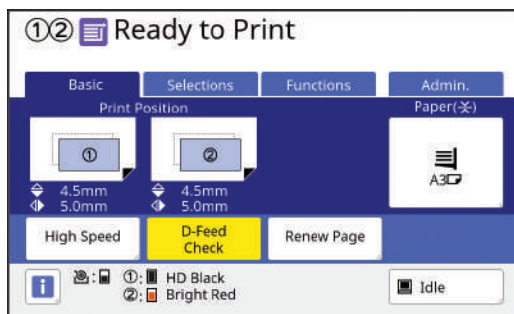 ①② Ready to Print
Basic Selections Functions Admin.
Print Position Paper(⚹)
① ②
4.5mm 4.5mm
5.0mm 5.0mm
A3
High Speed D-Feed Check Renew Page
i ①: HD Black
②: Bright Red
Idle